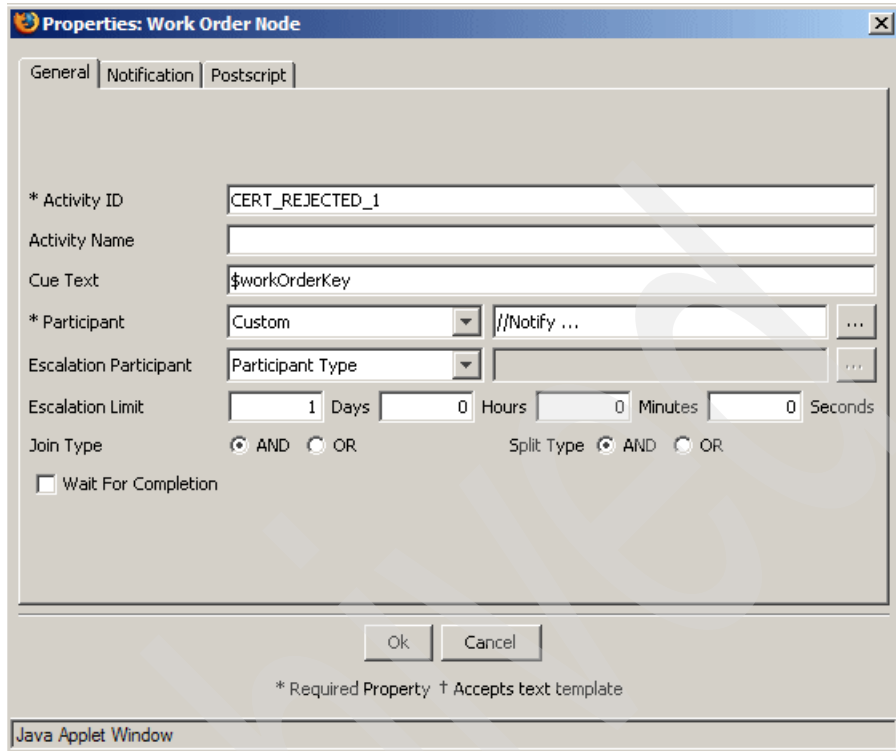 Properties: Work Order Node
General Notification Postscript
* Activity ID CERT_REJECTED_1
Activity Name
Cue Text $workOrderKey
* Participant Custom //Notify ... ...
Escalation Participant Participant Type ...
Escalation Limit 1 Days 0 Hours 0 Minutes 0 Seconds
Join Type AND OR Split Type AND OR
Wait For Completion
Ok Cancel
* Required Property † Accepts text template
Java Applet Window